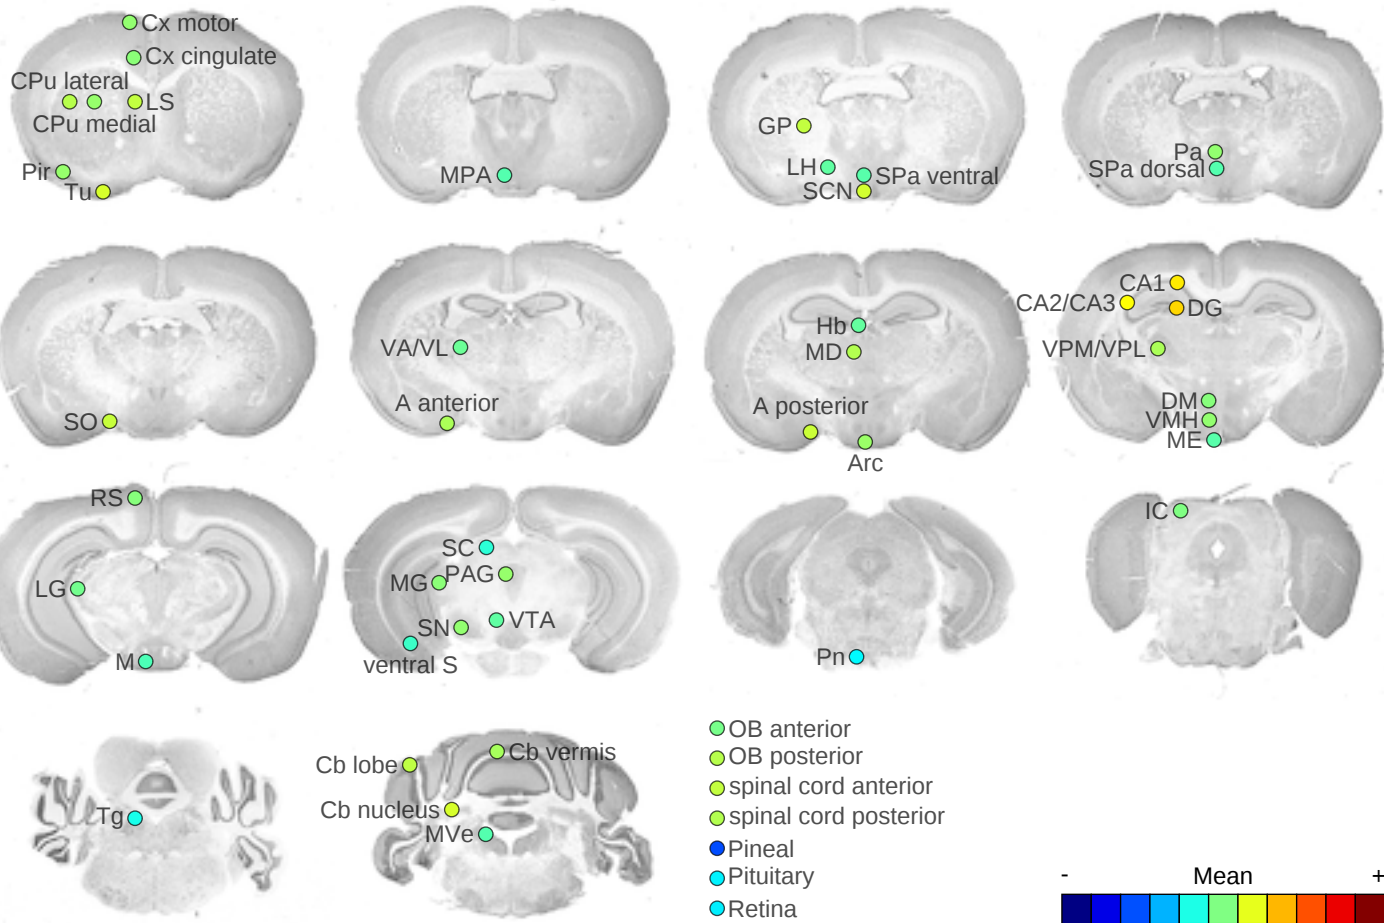 Cx motor
Cx cingulate
CPu lateral
LS
CPu medial
Pir
Tu
MPA
GP
LH
SPa ventral
SCN
Pa
SPa dorsal
SO
VA/VL
A anterior
Hb
MD
A posterior
Arc
CA1
CA2/CA3
DG
VPM/VPL
DM
VMH
ME
RS
LG
M
SC
MG
PAG
SN
VTA
ventral S
Pn
IC
Tg
Cb lobe
Cb vermis
Cb nucleus
MVe
OB anterior
OB posterior
spinal cord anterior
spinal cord posterior
Pineal
Pituitary
Retina
- Mean +